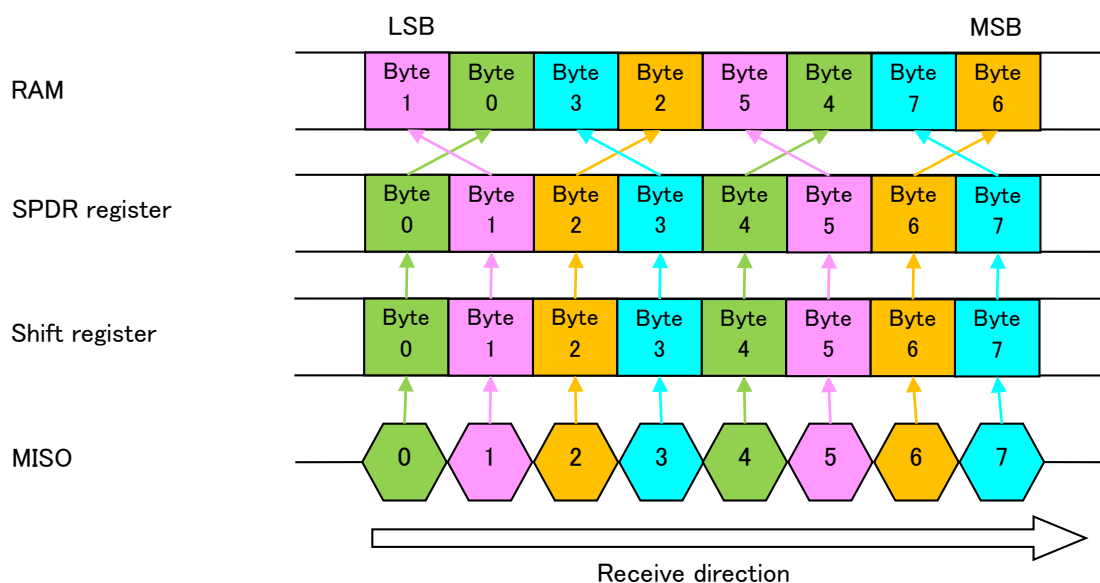 LSB MSB
RAM
Byte Byte Byte Byte Byte Byte Byte Byte
1 0 3 2 5 4 7 6
SPDR register
Byte Byte Byte Byte Byte Byte Byte Byte
0 1 2 3 4 5 6 7
Shift register
Byte Byte Byte Byte Byte Byte Byte Byte
0 1 2 3 4 5 6 7
MISO 0 1 2 3 4 5 6 7
Receive direction